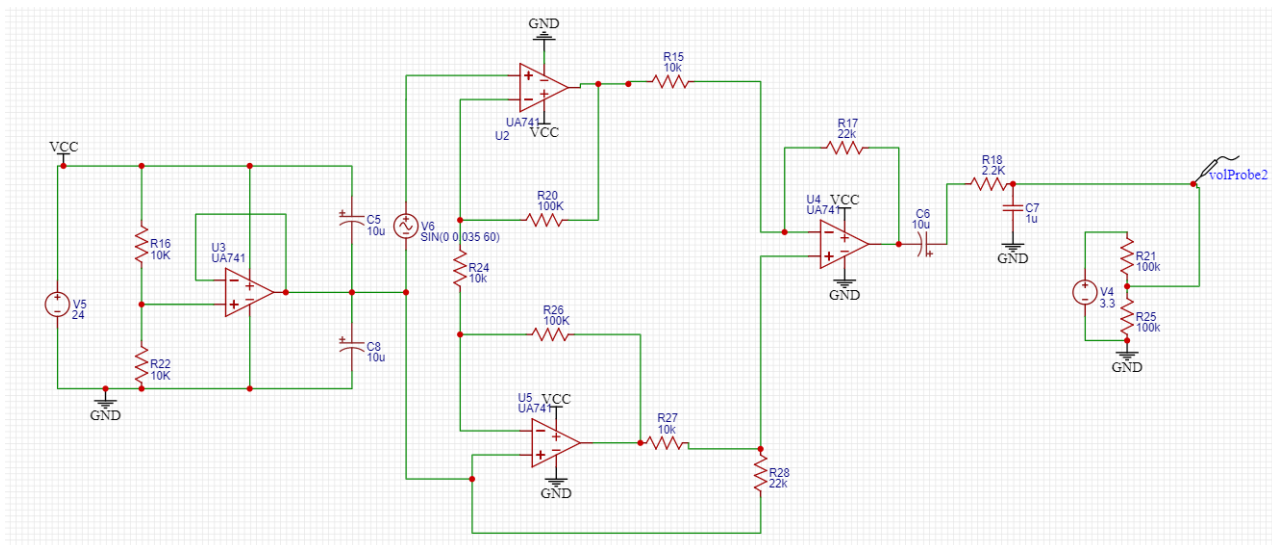 GND
R15
10k
UA741
VCC
U2
VCC
R17
22k
R18
2.2K
volProbe2
R20
100K
U3
UA741
C5
10u
V6
SIN(0 0.035 60)
U4
VCC
UA741
C6
10u
C7
1u
GND
R16
10K
R24
10k
R21
100k
V5
24
V4
3.3
GND
R26
100K
C8
10u
R25
100k
R22
10K
GND
GND
U5
VCC
UA741
R27
10k
R28
22k
GND